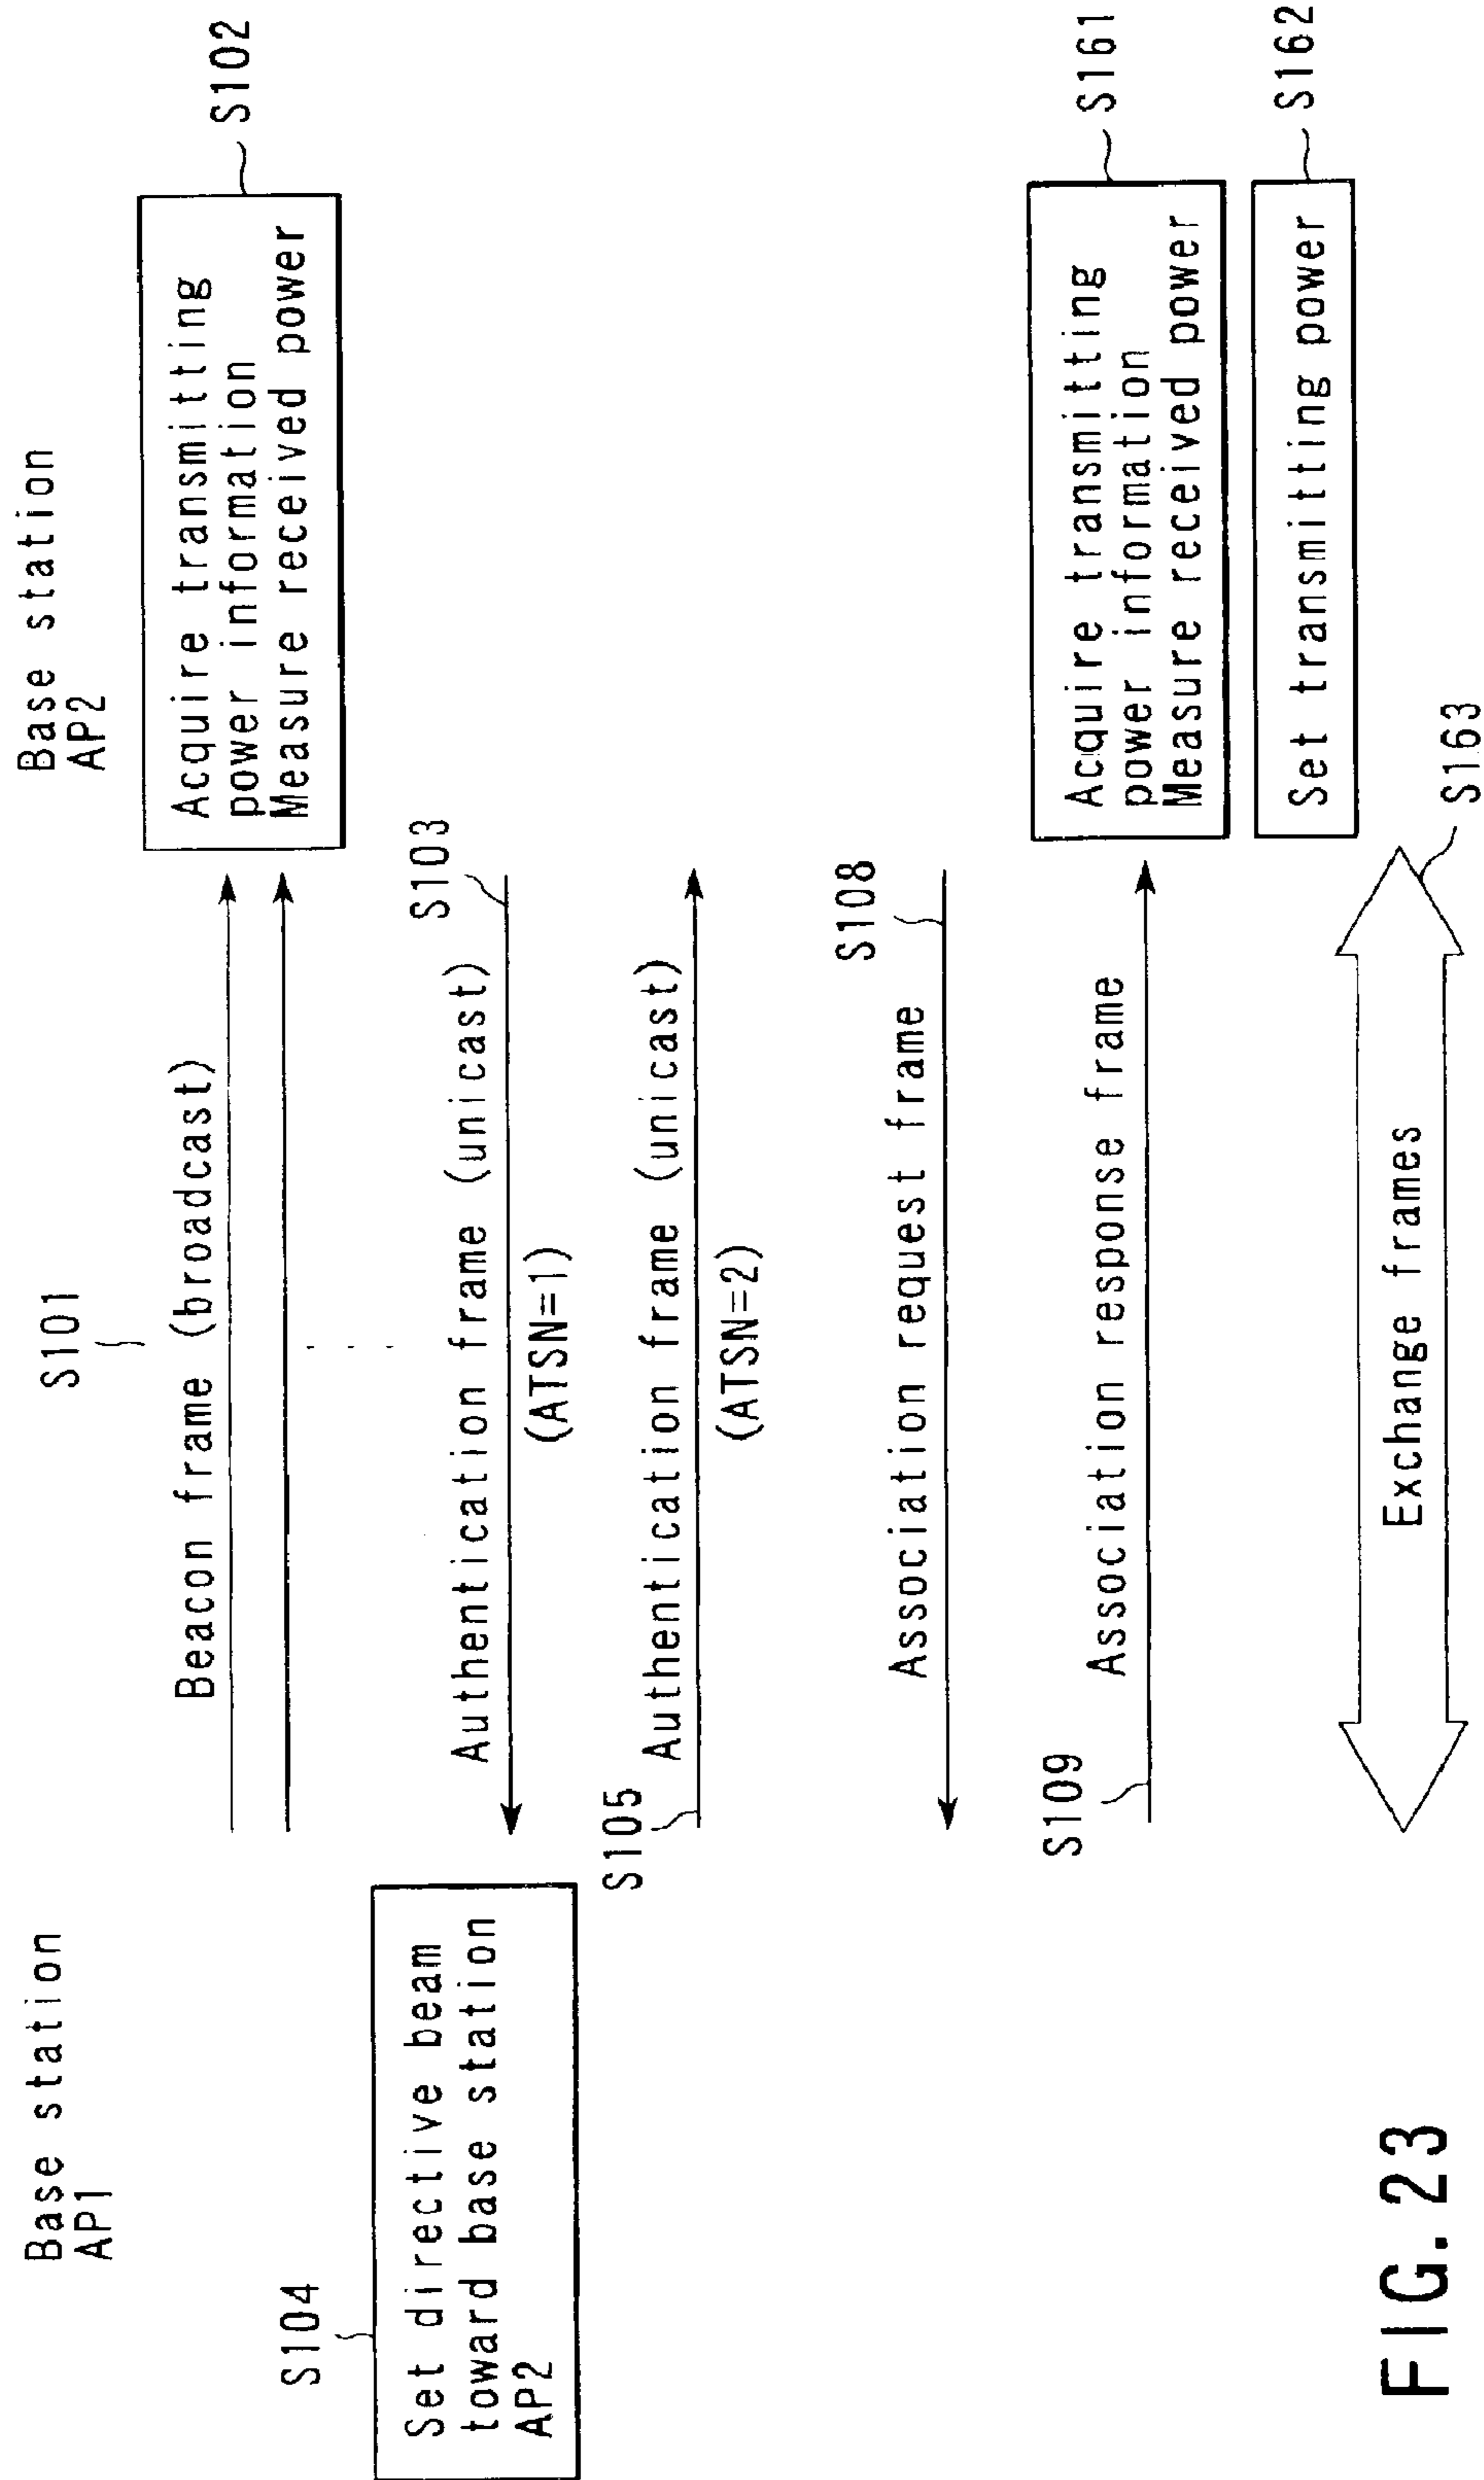 Base station
AP1
Base station
AP2
S101
Beacon frame (broadcast)
S102
Acquire transmitting
power information
Measure received power
S104
Set directive beam
toward base station
AP2
S103
Authentication frame (unicast)
(ATSN=1)
S105
Authentication frame (unicast)
(ATSN=2)
S108
Association request frame
S109
Association response frame
S161
Acquire transmitting
power information
Measure received power
S162
Set transmitting power
S163
Exchange frames
FIG. 23